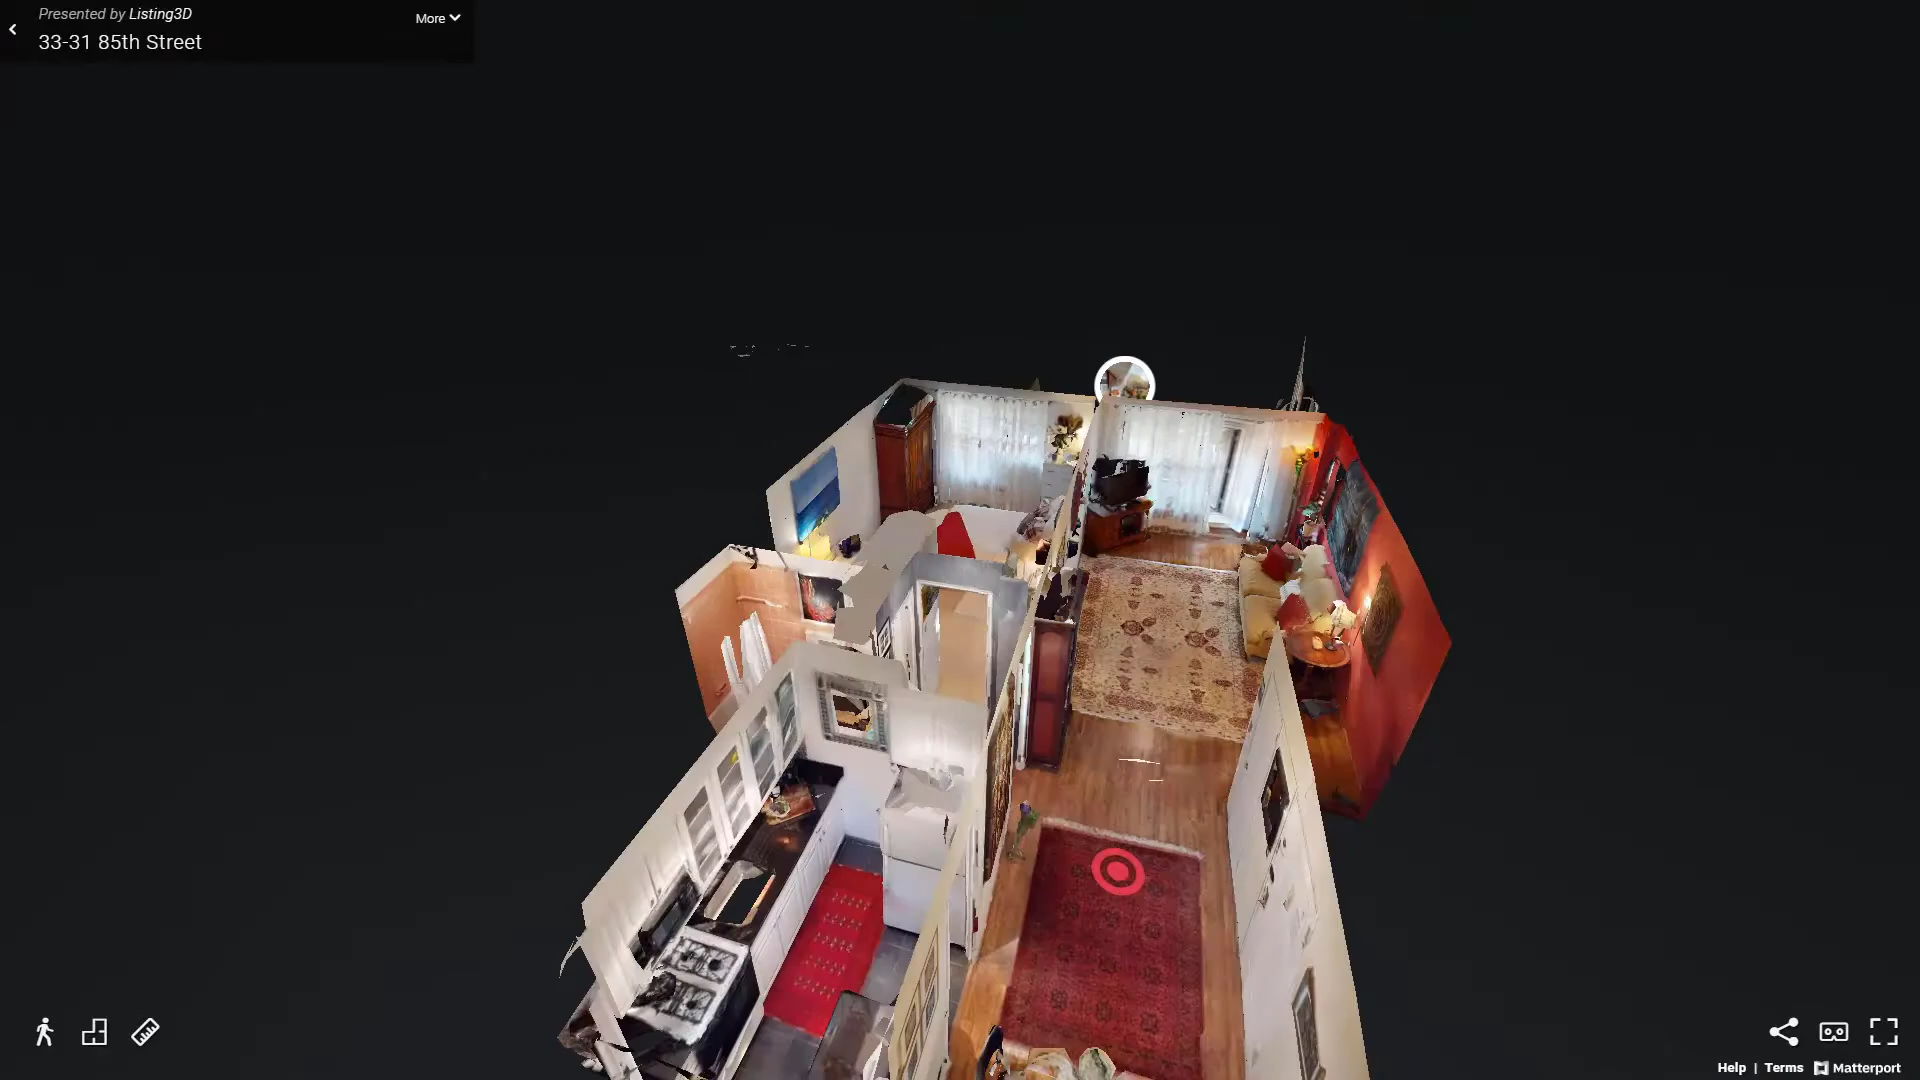 Presented by Listing3D
More
33-31 85th Street
Help | Terms Matterport